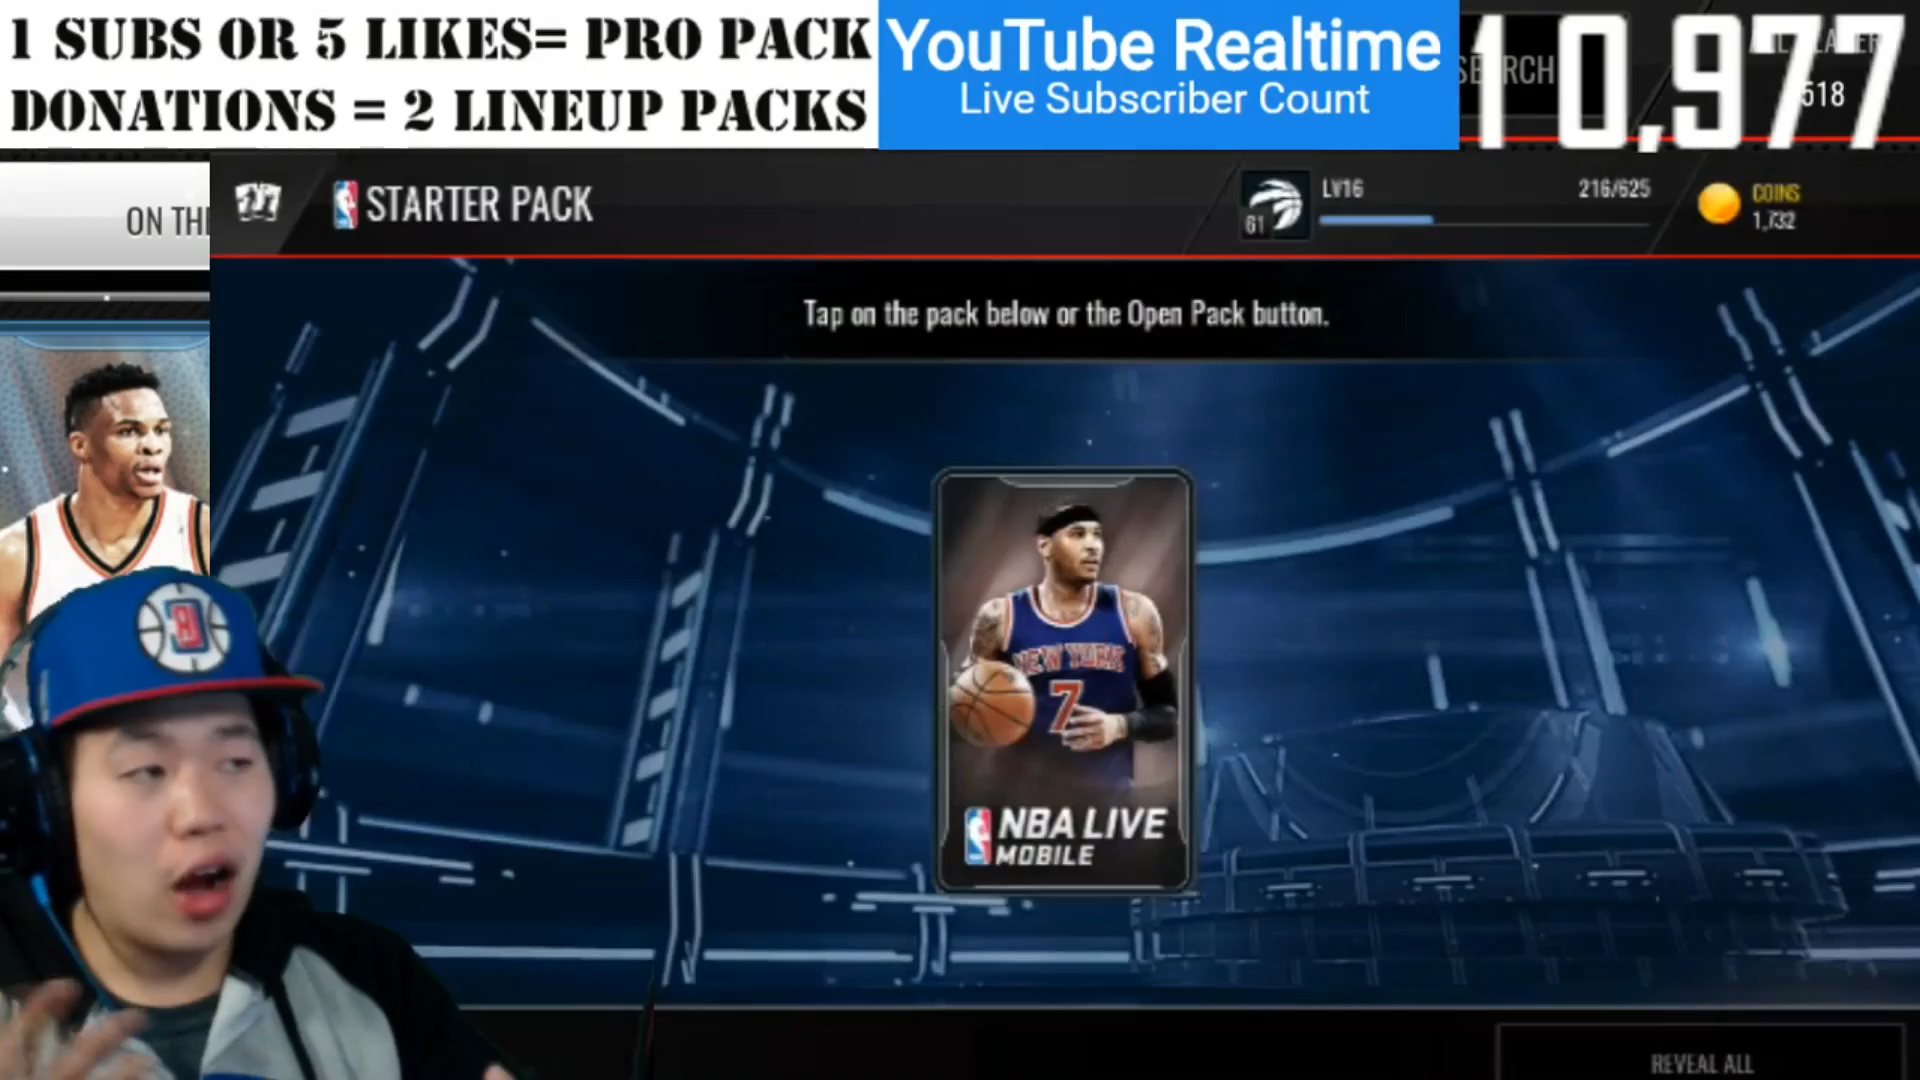 1 SUBS OR 5 LIKES= PRO PACK
DONATIONS = 2 LINEUP PACKS
YouTube Realtime
Live Subscriber Count
10,977
518
ON TH
STARTER PACK
LV16
216/625
61
COINS
1,732
Tap on the pack below or the Open Pack button.
NEW YORK
7
NBA LIVE
MOBILE
REVEAL ALL